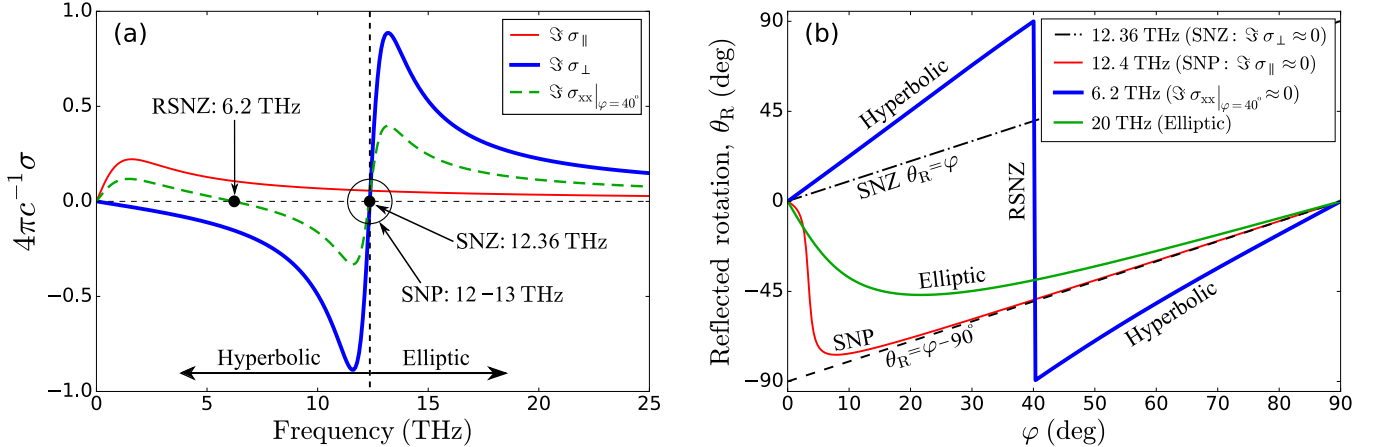 (a)
ℑ σ∥
ℑ σ⊥
ℑ σxx|φ=40°
RSNZ: 6.2 THz
SNZ: 12.36 THz
SNP: 12−13 THz
Hyperbolic
Elliptic
4πc⁻¹σ
1.0
0.5
0.0
−0.5
−1.0
0
5
10
15
20
25
Frequency (THz)
(b)
12.36 THz (SNZ: ℑ σ⊥ ≈0)
12.4 THz (SNP: ℑ σ∥ ≈0)
6.2 THz (ℑ σxx|φ=40° ≈0)
20 THz (Elliptic)
Hyperbolic
SNZ θR=φ
RSNZ
Elliptic
SNP
θR=φ−90°
Hyperbolic
Reflected rotation, θR (deg)
90
45
0
−45
−90
0
10
20
30
40
50
60
70
80
90
φ (deg)